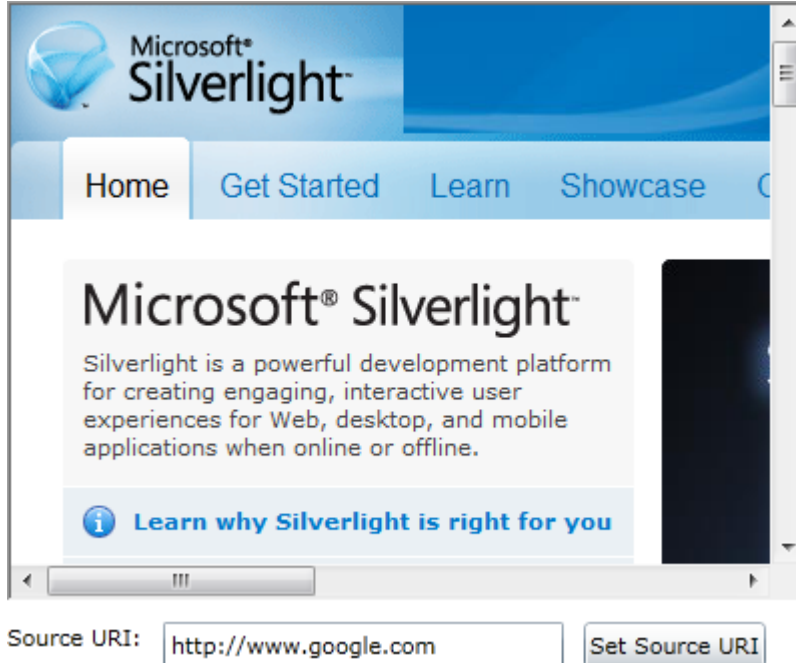 Microsoft®
Silverlight™
Home Get Started Learn Showcase
Microsoft® Silverlight™
Silverlight is a powerful development platform
for creating engaging, interactive user
experiences for Web, desktop, and mobile
applications when online or offline.
Learn why Silverlight is right for you
Source URI: http://www.google.com Set Source URI